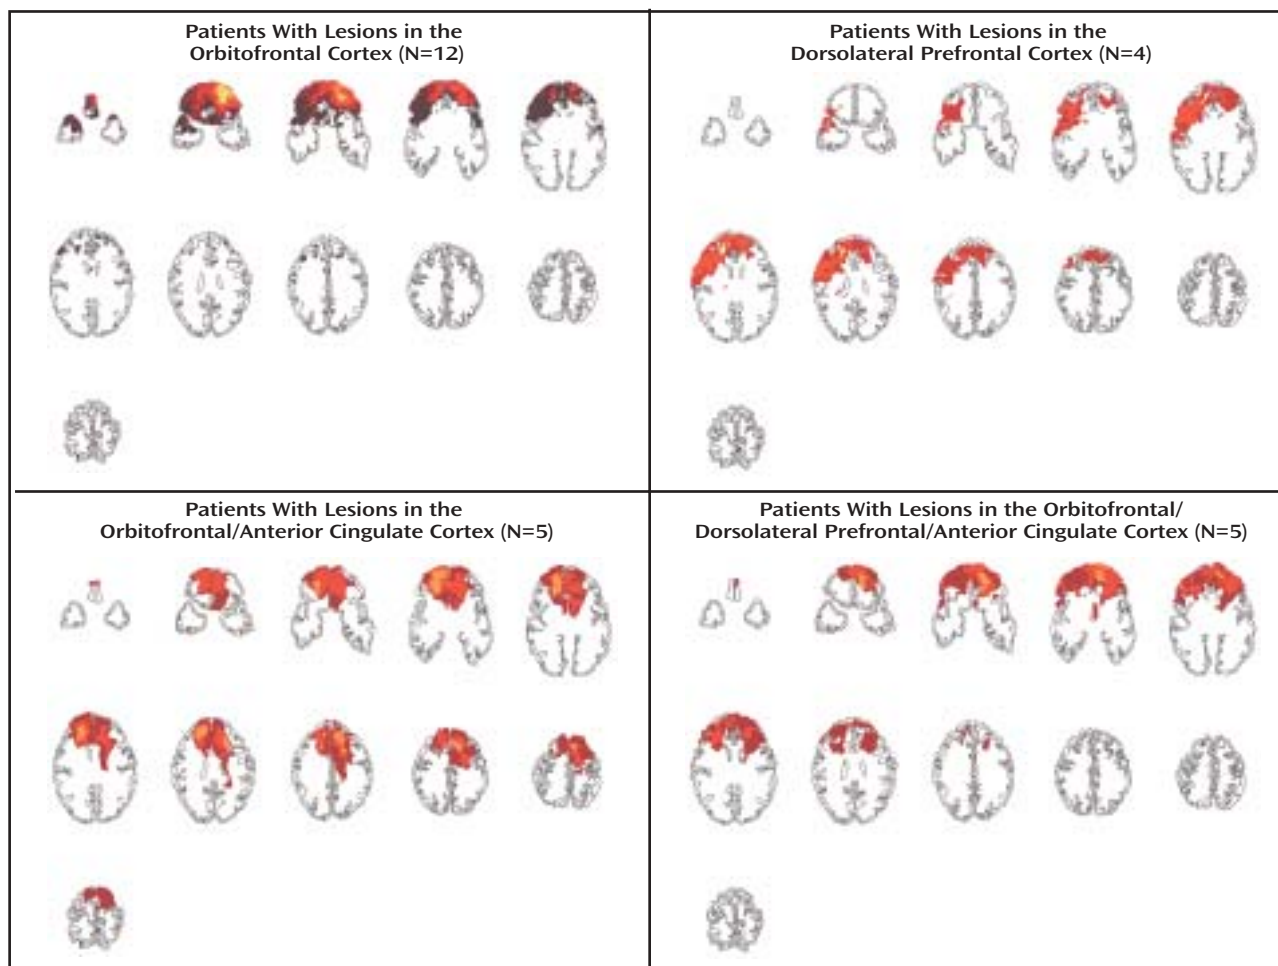 Patients With Lesions in the
Orbitofrontal Cortex (N=12)
Patients With Lesions in the
Dorsolateral Prefrontal Cortex (N=4)
Patients With Lesions in the
Orbitofrontal/Anterior Cingulate Cortex (N=5)
Patients With Lesions in the Orbitofrontal/
Dorsolateral Prefrontal/Anterior Cingulate Cortex (N=5)